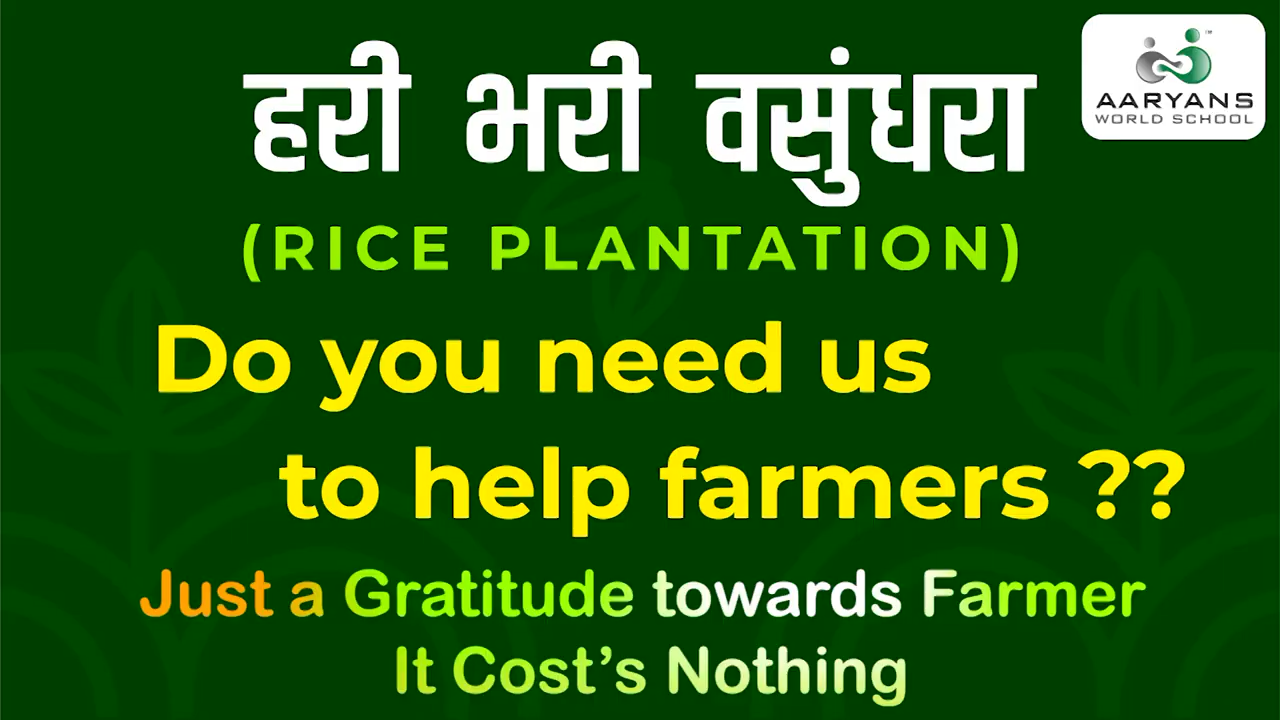 हरी भरी वसुंधरा
AARYANS
WORLD SCHOOL
(RICE PLANTATION)
Do you need us
to help farmers ??
Just a Gratitude towards Farmer
It Cost’s Nothing